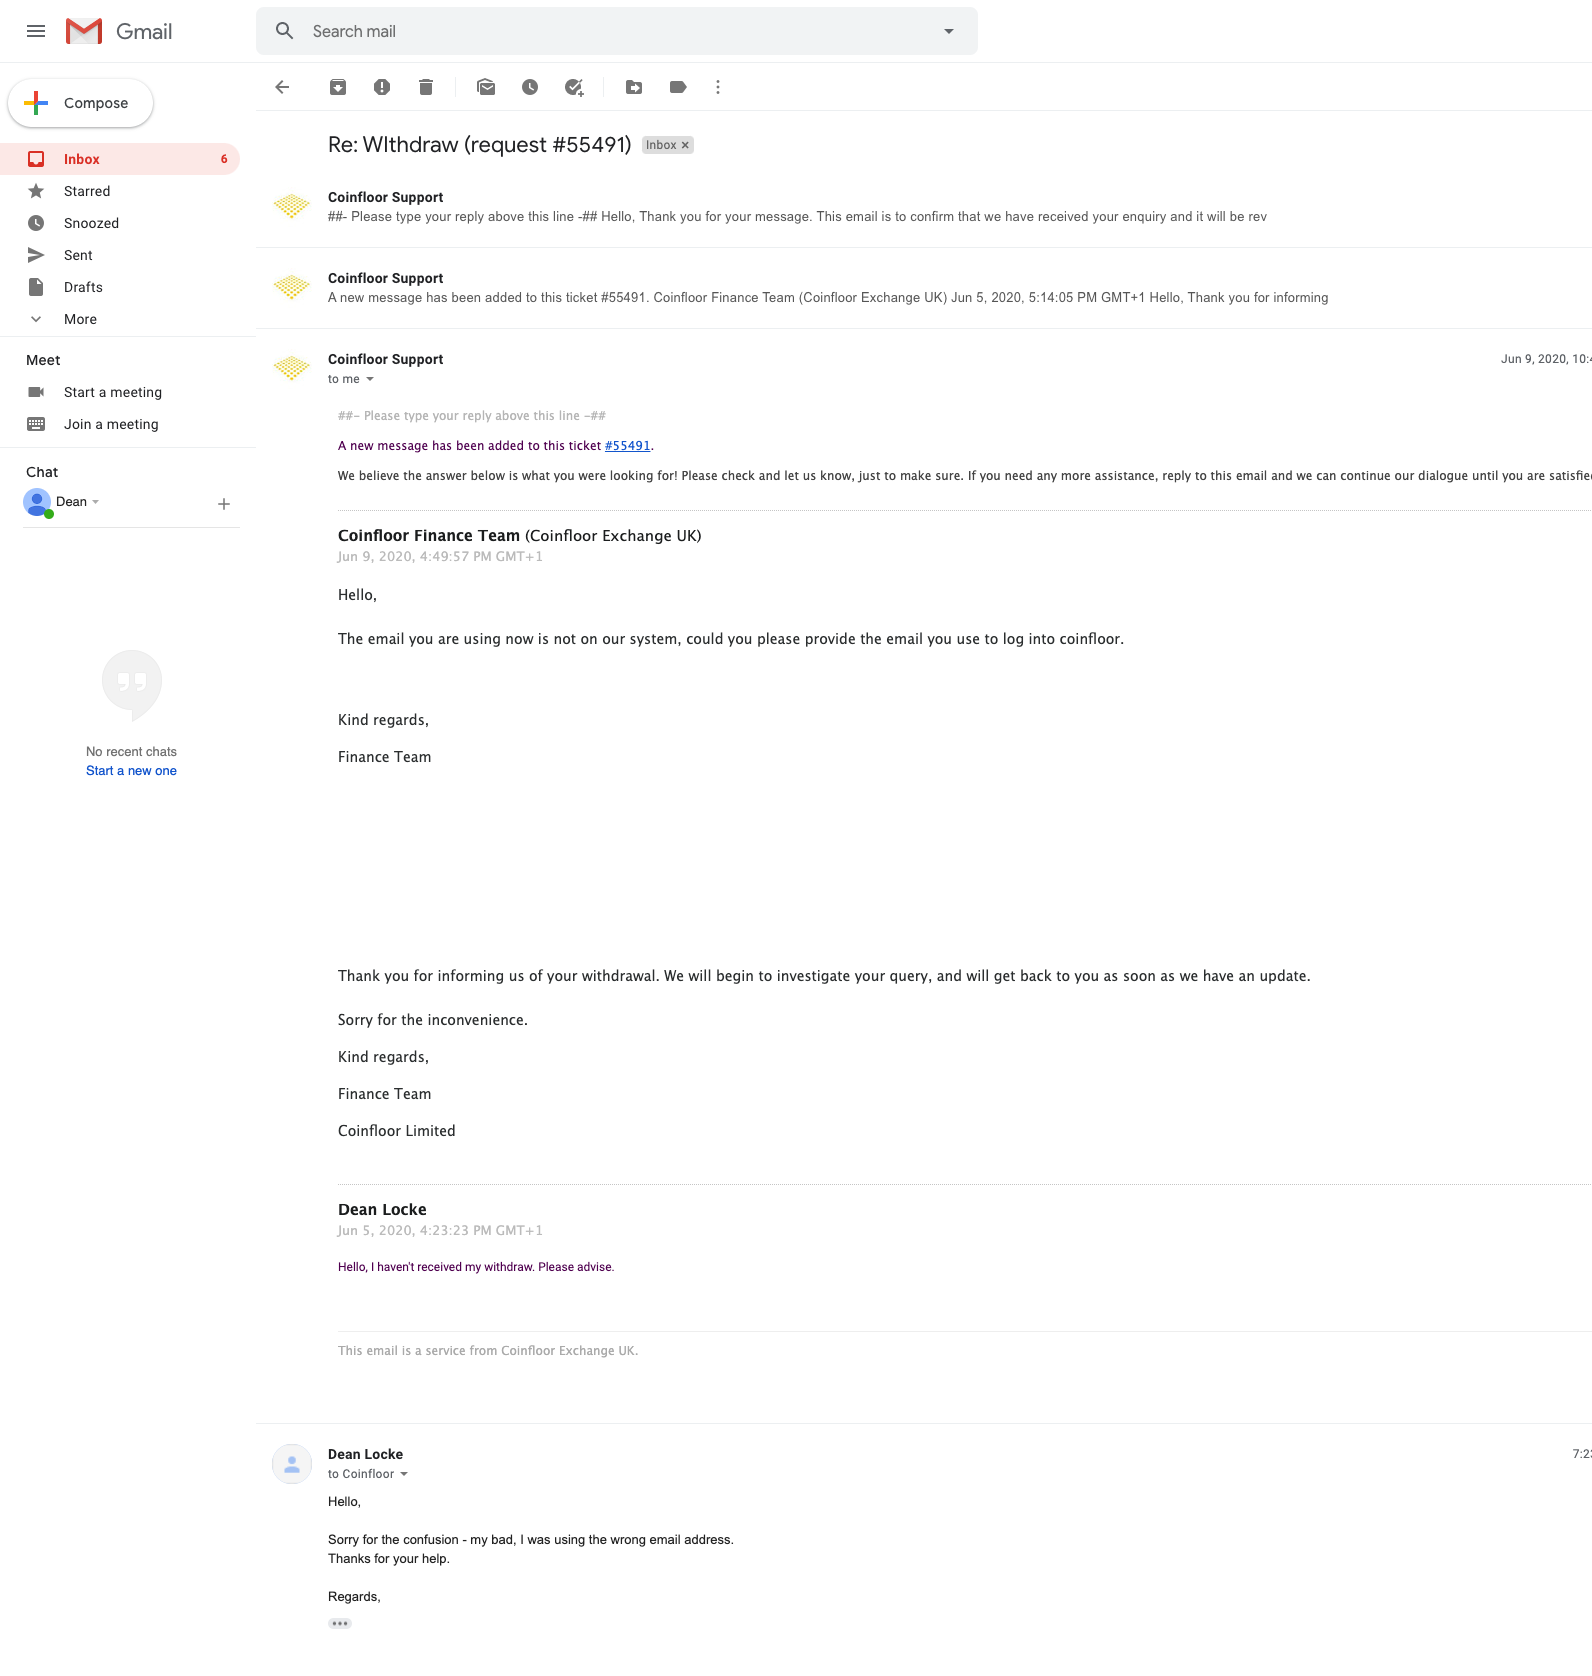 Gmail
Search mail
Compose
Inbox 6
Starred
Snoozed
Sent
Drafts
More
Meet
Start a meeting
Join a meeting
Chat
Dean
No recent chats
Start a new one
Re: WIthdraw (request #55491) Inbox ×
Coinfloor Support
##- Please type your reply above this line -## Hello, Thank you for your message. This email is to confirm that we have received your enquiry and it will be rev
Coinfloor Support
A new message has been added to this ticket #55491. Coinfloor Finance Team (Coinfloor Exchange UK) Jun 5, 2020, 5:14:05 PM GMT+1 Hello, Thank you for informing
Coinfloor Support Jun 9, 2020, 10:4
to me
##- Please type your reply above this line -##
A new message has been added to this ticket #55491.
We believe the answer below is what you were looking for! Please check and let us know, just to make sure. If you need any more assistance, reply to this email and we can continue our dialogue until you are satisfie
Coinfloor Finance Team (Coinfloor Exchange UK)
Jun 9, 2020, 4:49:57 PM GMT+1
Hello,
The email you are using now is not on our system, could you please provide the email you use to log into coinfloor.
Kind regards,
Finance Team
Thank you for informing us of your withdrawal. We will begin to investigate your query, and will get back to you as soon as we have an update.
Sorry for the inconvenience.
Kind regards,
Finance Team
Coinfloor Limited
Dean Locke
Jun 5, 2020, 4:23:23 PM GMT+1
Hello, I haven't received my withdraw. Please advise.
This email is a service from Coinfloor Exchange UK.
Dean Locke 7:23
to Coinfloor
Hello,
Sorry for the confusion - my bad, I was using the wrong email address.
Thanks for your help.
Regards,